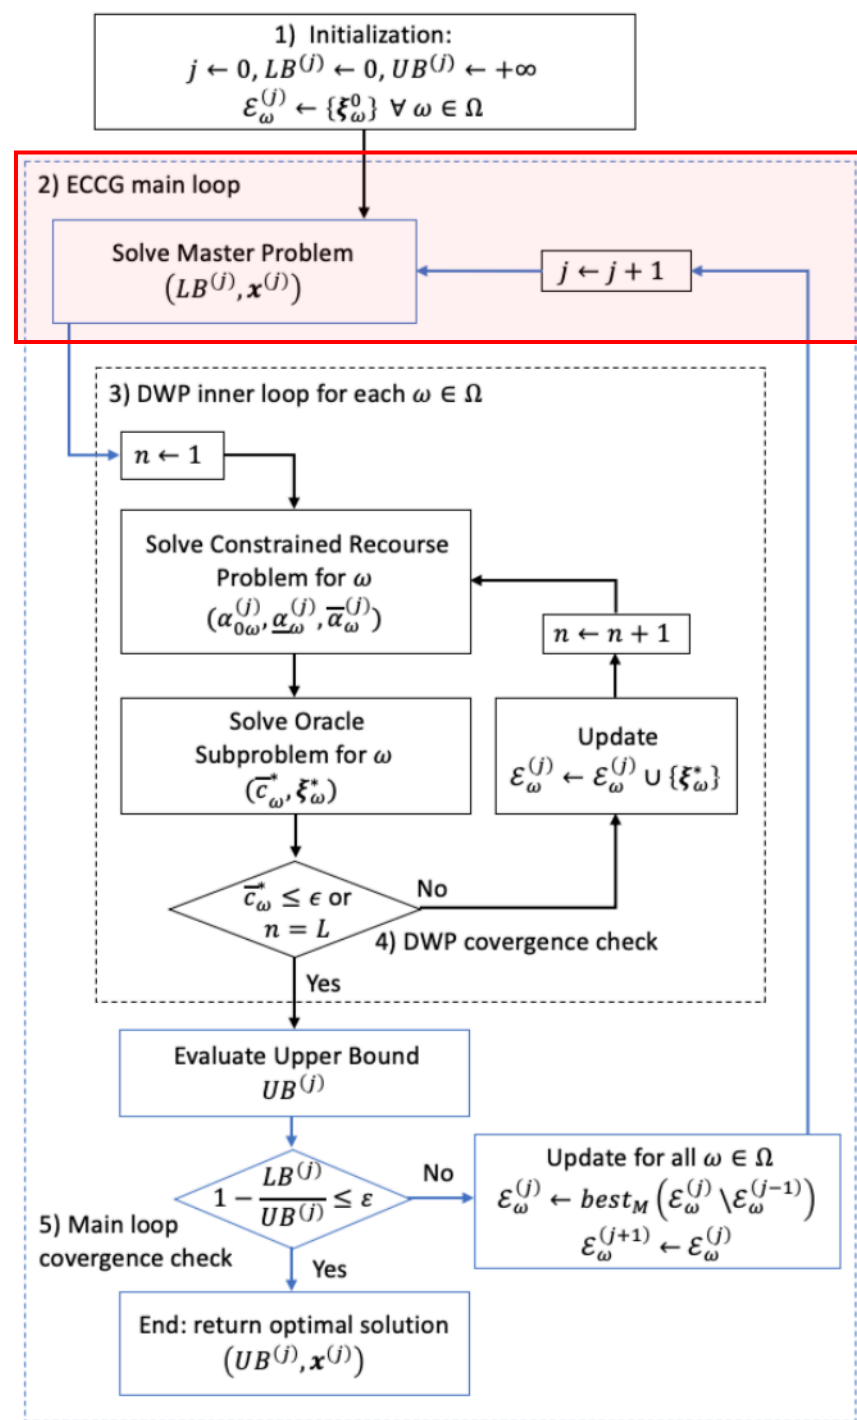 1) Initialization:
j ← 0, LB^(j) ← 0, UB^(j) ← +∞
ℰ_ω^(j) ← {ξ_ω^0} ∀ ω ∈ Ω
2) ECCG main loop
Solve Master Problem
(LB^(j), x^(j))
j ← j + 1
3) DWP inner loop for each ω ∈ Ω
n ← 1
Solve Constrained Recourse
Problem for ω
(α_0ω^(j), α̲_ω^(j), α̅_ω^(j))
n ← n + 1
Solve Oracle
Subproblem for ω
(c̅_ω^*, ξ_ω^*)
Update
ℰ_ω^(j) ← ℰ_ω^(j) ∪ {ξ_ω^*}
c̅_ω^* ≤ ϵ or
n = L
No
4) DWP covergence check
Yes
Evaluate Upper Bound
UB^(j)
1 − LB^(j)/UB^(j) ≤ ε
No
Update for all ω ∈ Ω
ℰ_ω^(j) ← best_M(ℰ_ω^(j) \ℰ_ω^(j−1))
ℰ_ω^(j+1) ← ℰ_ω^(j)
5) Main loop
covergence check
Yes
End: return optimal solution
(UB^(j), x^(j))